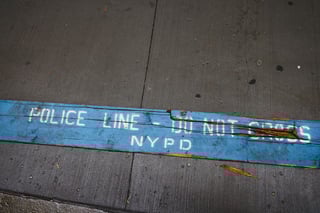 POLICE LINE - DO NOT CROSS
NYPD